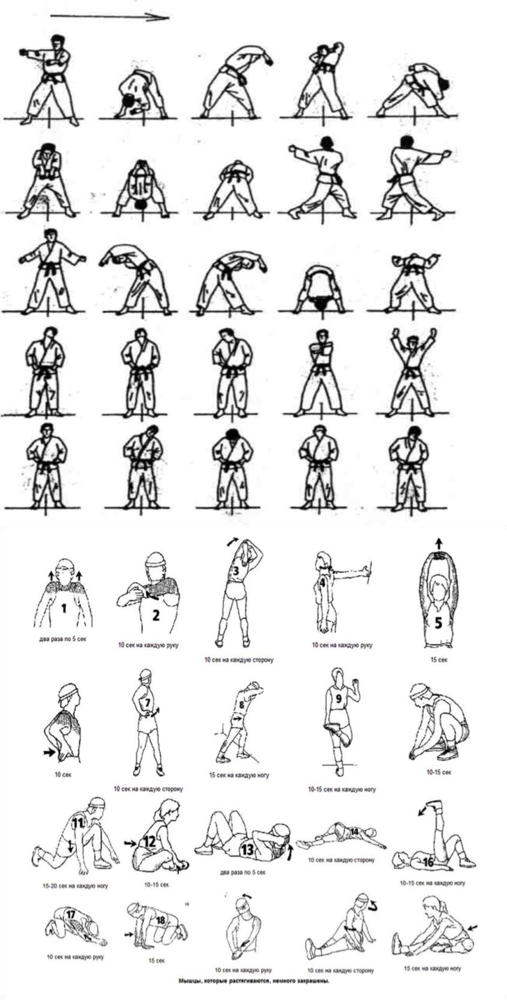 1
2
3
4
5
два раза по 5 сек
10 сек на каждую руку
10 сек на каждую сторону
10 сек на каждую руку
15 сек
7
8
9
10 сек
10 сек на каждую сторону
15 сек на каждую ногу
10-15 сек на каждую ногу
10-15 сек
11
12
13
14
16
15-20 сек на каждую ногу
10-15 сек
два раза по 5 сек
10 сек на каждую сторону
10-15 сек на каждую ногу
17
18
10 сек на каждую руку
15 сек
10 сек на каждую руку
10 сек на каждую сторону
15 сек на каждую ногу
Мышцы, которые растягиваются, немного закрашены.